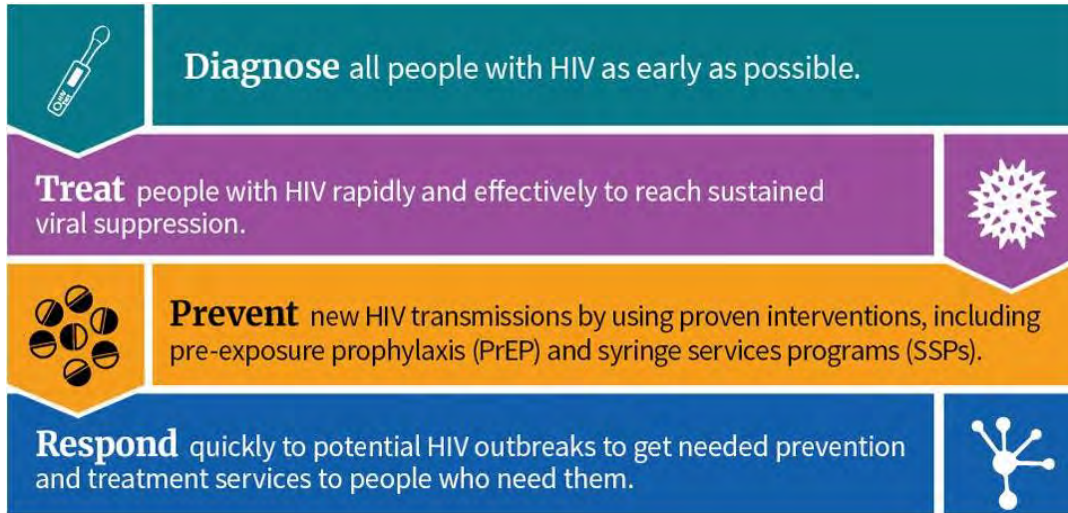 Diagnose all people with HIV as early as possible.
Treat people with HIV rapidly and effectively to reach sustained
viral suppression.
Prevent new HIV transmissions by using proven interventions, including
pre-exposure prophylaxis (PrEP) and syringe services programs (SSPs).
Respond quickly to potential HIV outbreaks to get needed prevention
and treatment services to people who need them.